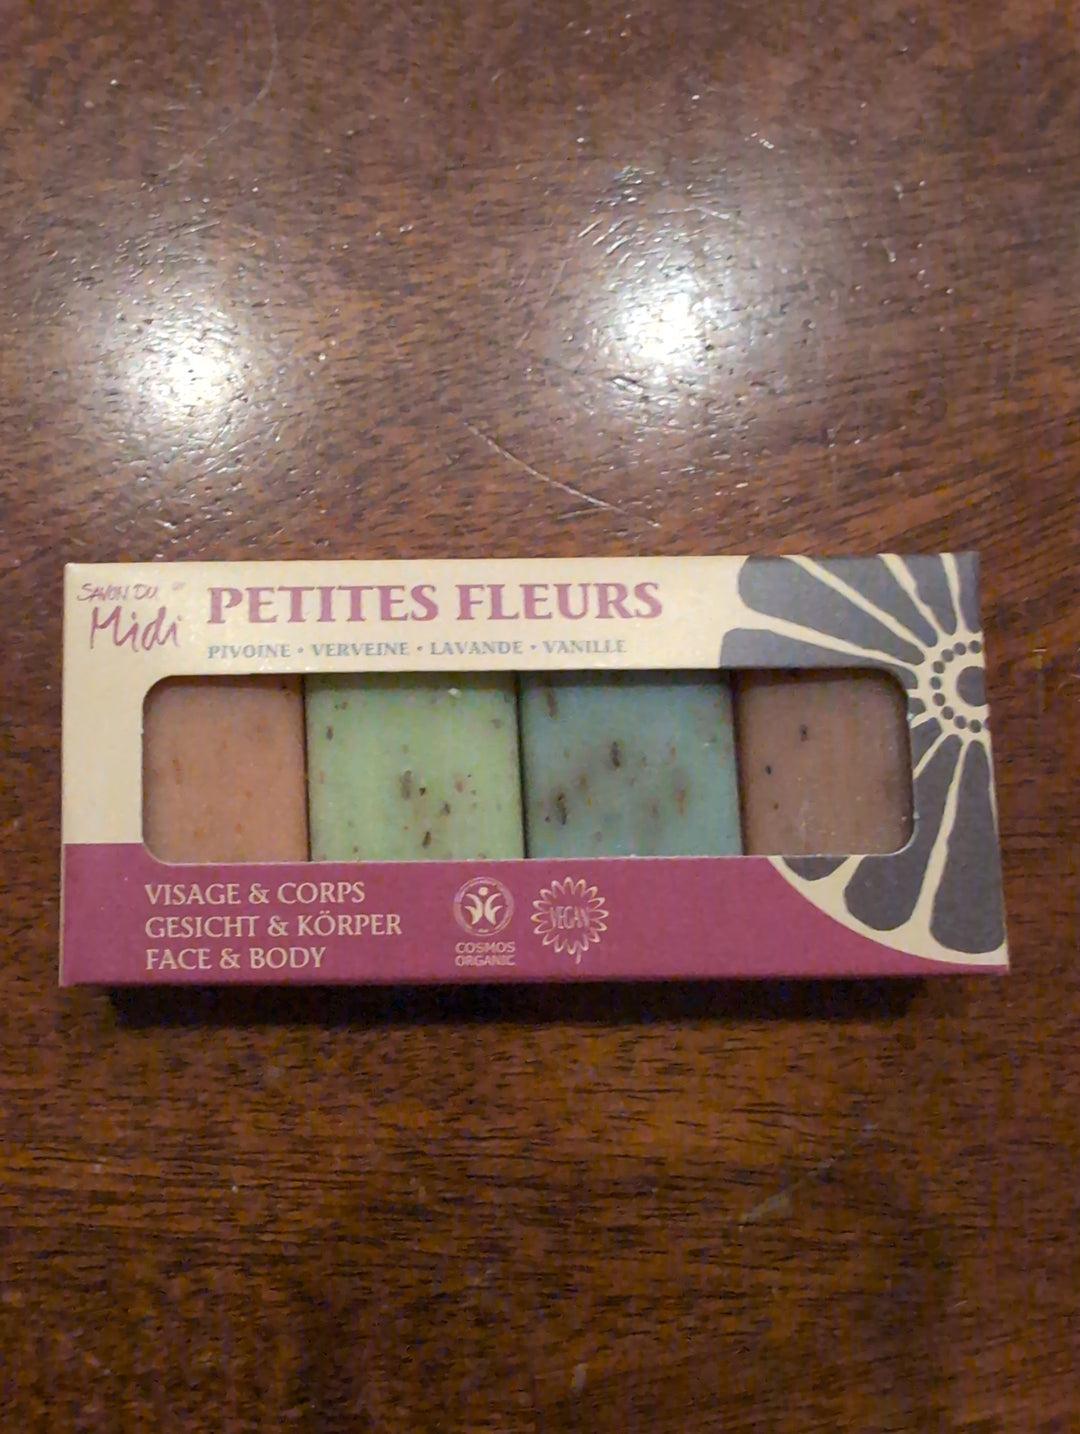 SAVON DU
Midi
PETITES FLEURS
PIVOINE • VERVEINE • LAVANDE • VANILLE
VISAGE & CORPS
GESICHT & KÖRPER
FACE & BODY
COSMOS
ORGANIC
VEGAN